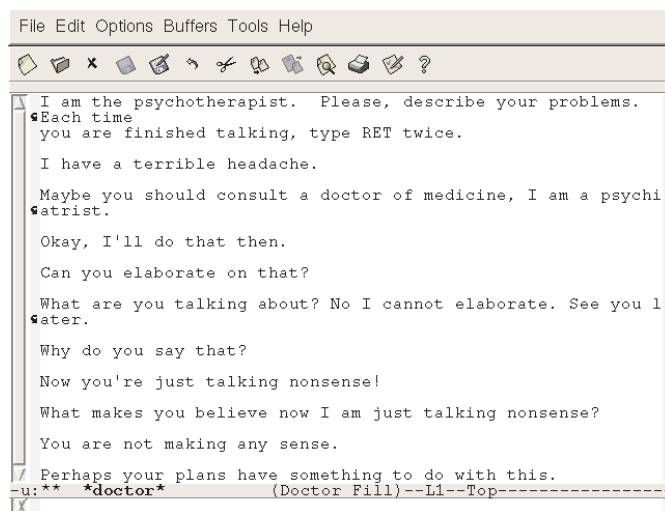 File Edit Options Buffers Tools Help
I am the psychotherapist.  Please, describe your problems.
Each time
you are finished talking, type RET twice.
I have a terrible headache.
Maybe you should consult a doctor of medicine, I am a psychi
atrist.
Okay, I'll do that then.
Can you elaborate on that?
What are you talking about? No I cannot elaborate. See you l
ater.
Why do you say that?
Now you're just talking nonsense!
What makes you believe now I am just talking nonsense?
You are not making any sense.
Perhaps your plans have something to do with this.
-u:**  *doctor*          (Doctor Fill)--L1--Top----------------